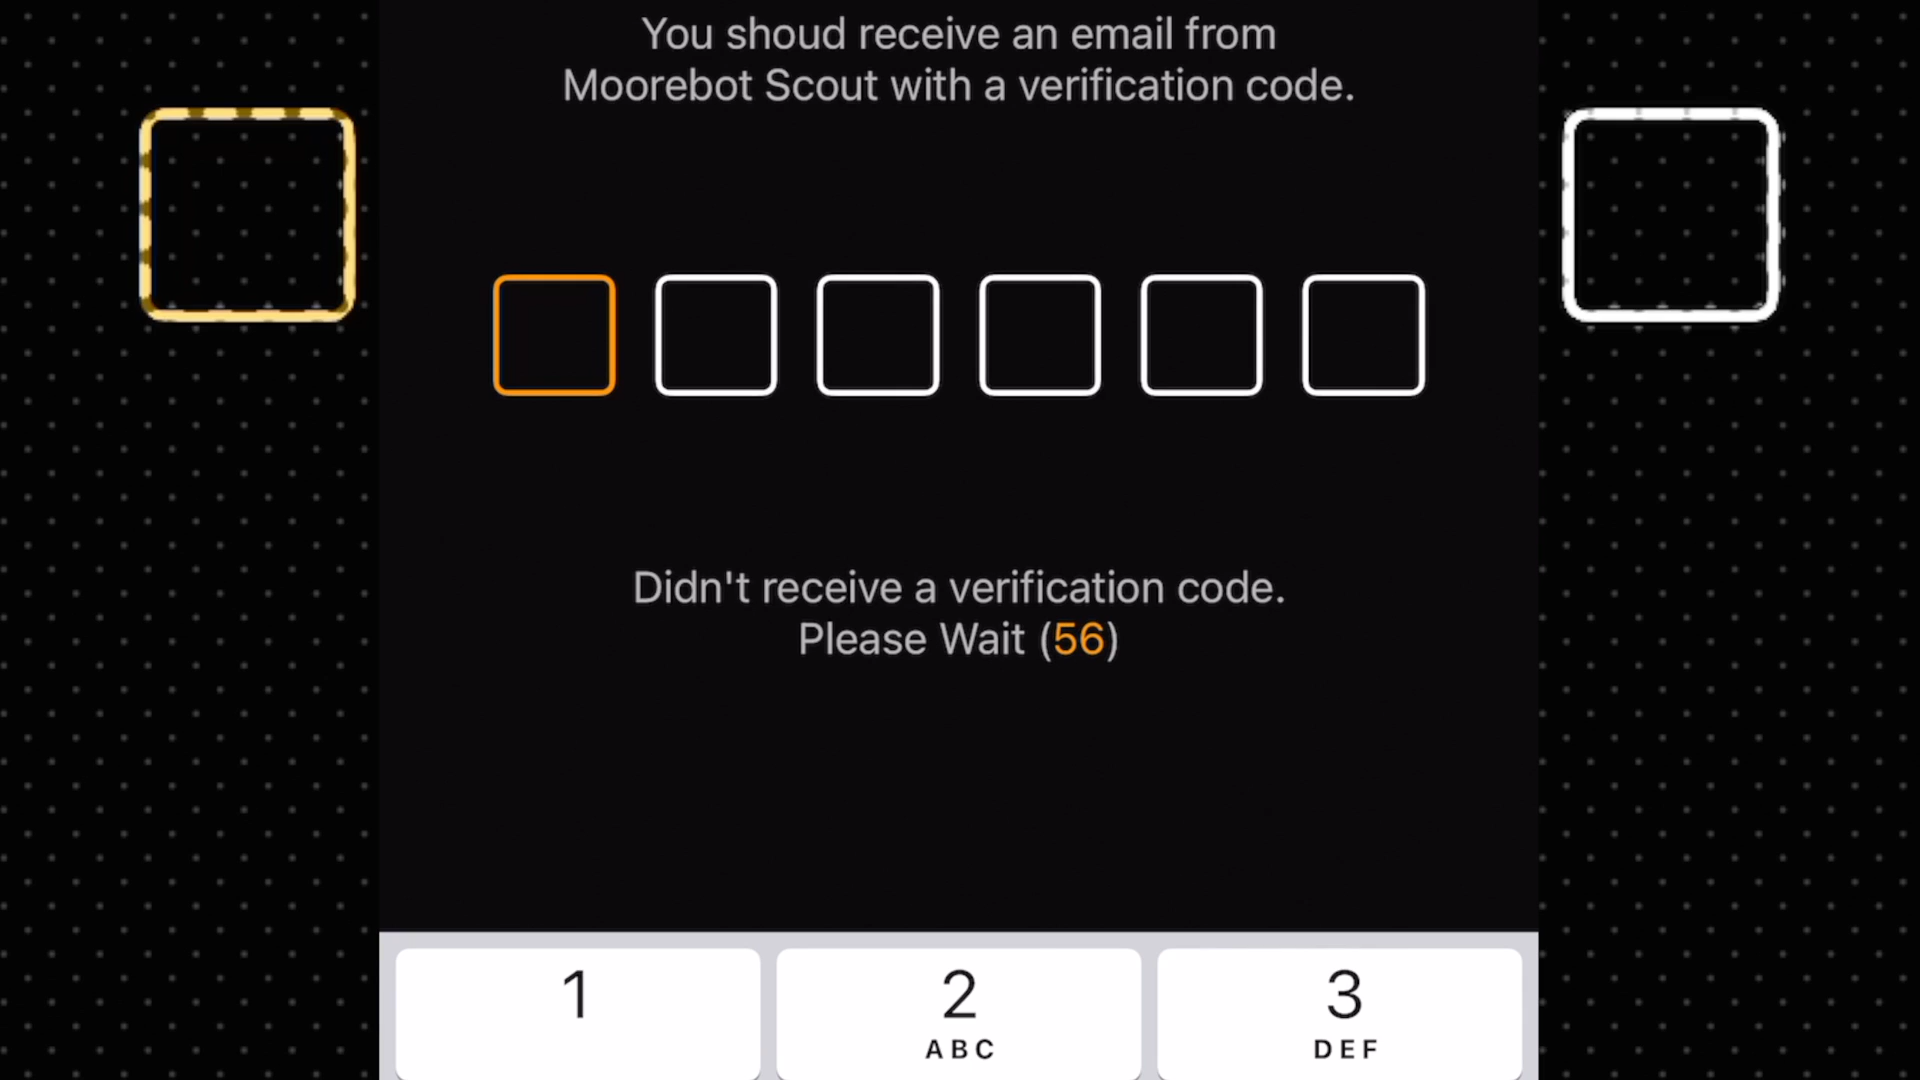 You shoud receive an email from
Moorebot Scout with a verification code.
Didn't receive a verification code.
Please Wait (56)
1 2 3
ABC DEF